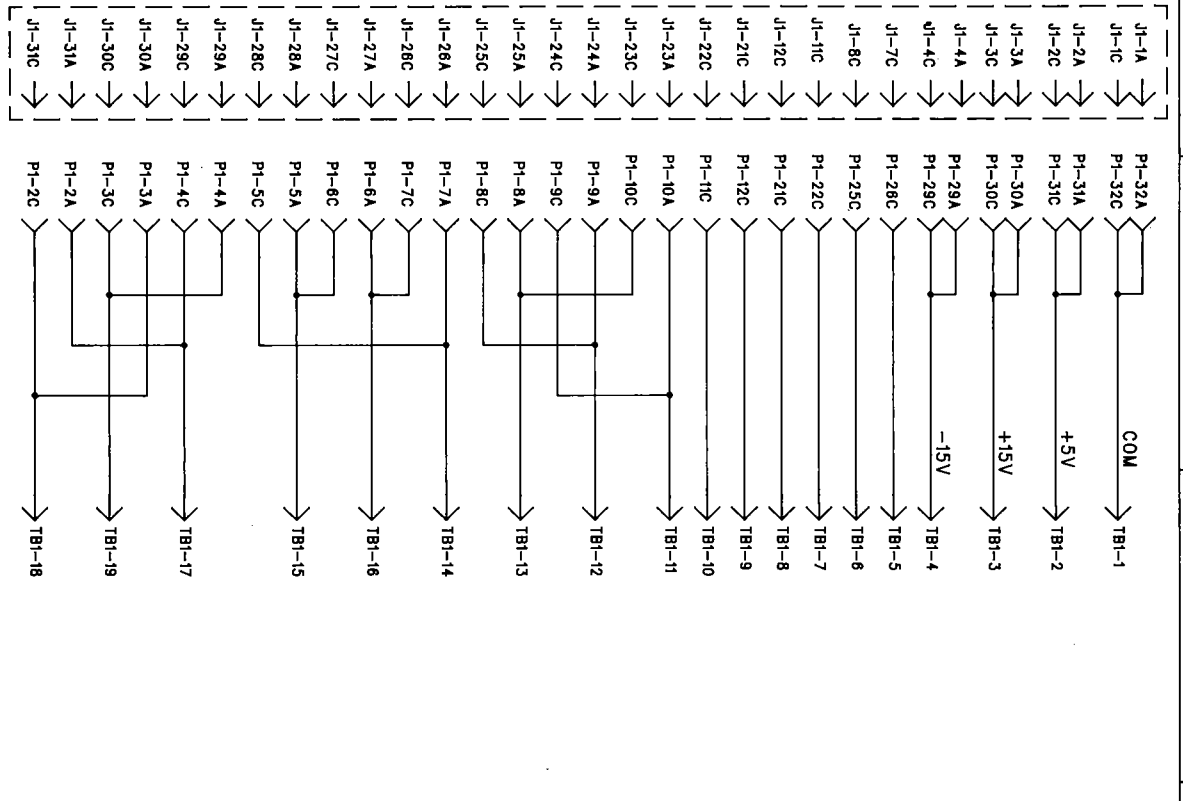 J1-1A P1-32A
J1-1C P1-32C COM TB1-1
J1-2A P1-31A
J1-2C P1-31C +5V TB1-2
J1-3A P1-30A
J1-3C P1-30C +15V TB1-3
J1-4A P1-29A
J1-4C P1-29C -15V TB1-4
J1-7C P1-26C TB1-5
J1-8C P1-25C TB1-6
J1-11C P1-22C TB1-7
J1-12C P1-21C TB1-8
J1-21C P1-12C TB1-9
J1-22C P1-11C TB1-10
J1-23A P1-10A TB1-11
J1-23C P1-10C
J1-24A P1-9A TB1-12
J1-24C P1-9C
J1-25A P1-8A TB1-13
J1-25C P1-8C
J1-26A P1-7A TB1-14
J1-26C P1-7C
J1-27A P1-6A TB1-16
J1-27C P1-6C
J1-28A P1-5A TB1-15
J1-28C P1-5C
J1-29A P1-4A
J1-29C P1-4C TB1-17
J1-30A P1-3A
J1-30C P1-3C TB1-19
J1-31A P1-2A
J1-31C P1-2C TB1-18